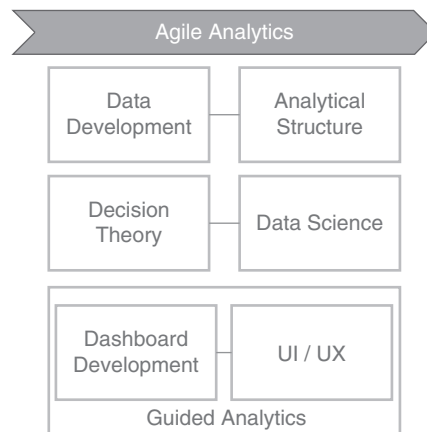 Agile Analytics
Data
Development
Analytical
Structure
Decision
Theory
Data Science
Dashboard
Development
UI / UX
Guided Analytics